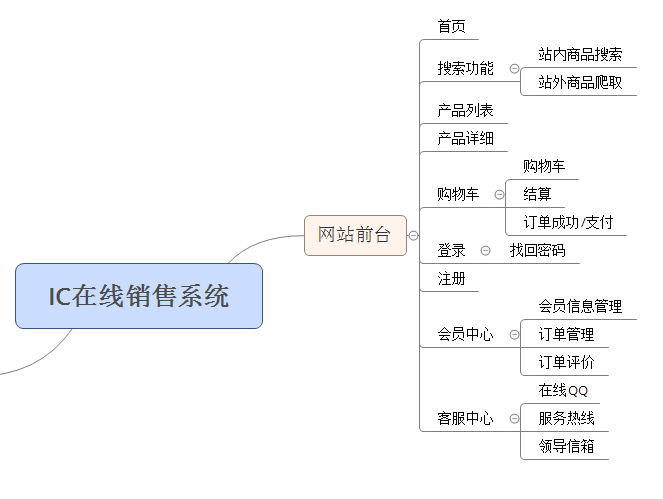 首页
搜索功能
站内商品搜索
站外商品爬取
产品列表
产品详细
购物车
购物车
结算
订单成功/支付
网站前台
登录
找回密码
注册
IC在线销售系统
会员中心
会员信息管理
订单管理
订单评价
客服中心
在线QQ
服务热线
领导信箱